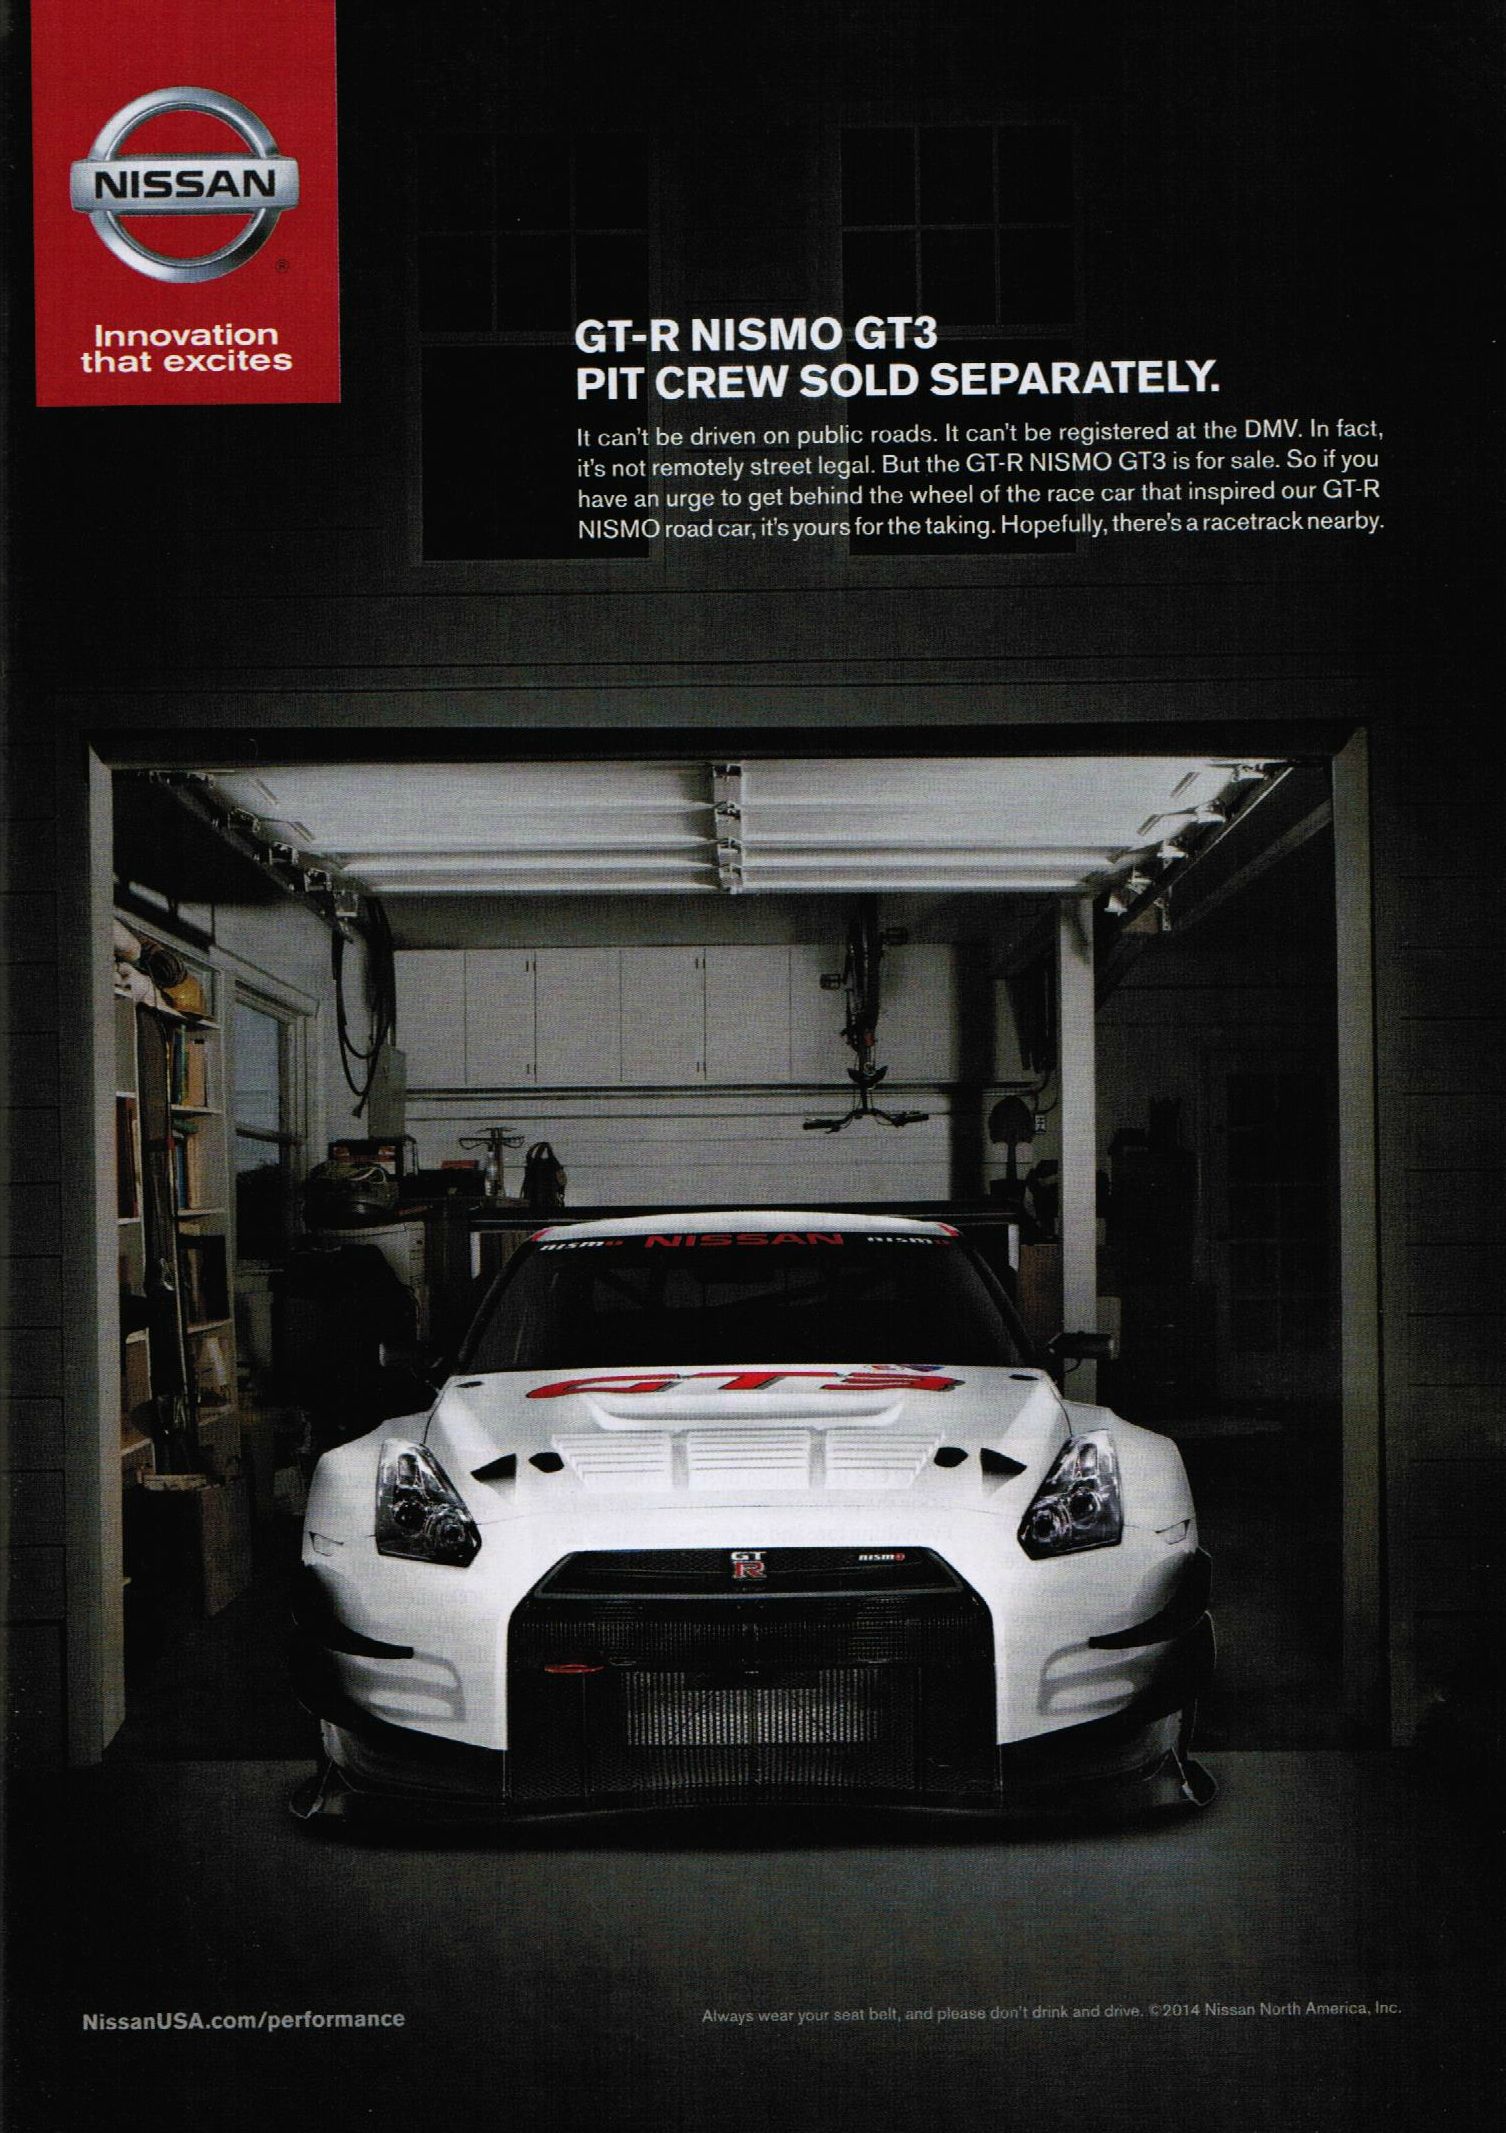 NISSAN
®
Innovation
that excites
GT-R NISMO GT3
PIT CREW SOLD SEPARATELY.
It can't be driven on public roads. It can't be registered at the DMV. In fact,
it's not remotely street legal. But the GT-R NISMO GT3 is for sale. So if you
have an urge to get behind the wheel of the race car that inspired our GT-R
NISMO road car, it's yours for the taking. Hopefully, there's a racetrack nearby.
nismo NISSAN nismo
GT3
GT
R
nismo
NissanUSA.com/performance
Always wear your seat belt, and please don't drink and drive. ©2014 Nissan North America, Inc.